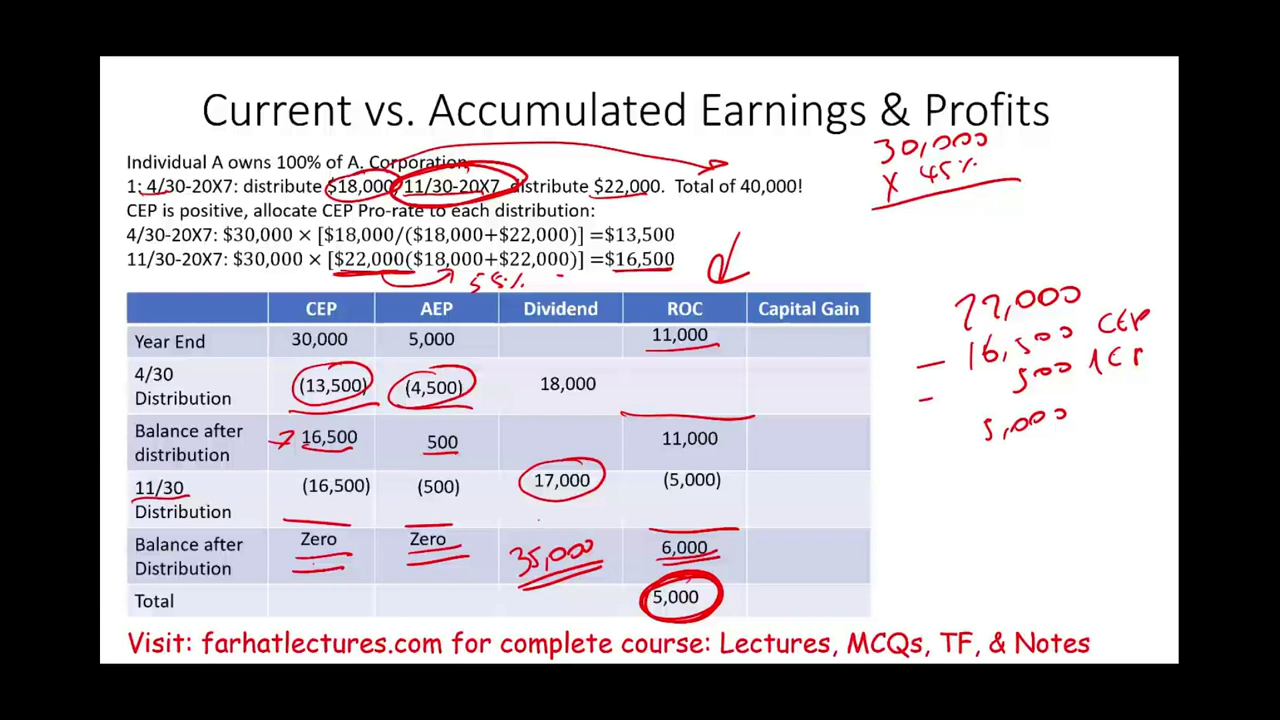 Current vs. Accumulated Earnings & Profits
30,000
X 45%
Individual A owns 100% of A. Corporation
1: 4/30-20X7: distribute $18,000, 11/30-20X7 distribute $22,000. Total of 40,000!
CEP is positive, allocate CEP Pro-rate to each distribution:
4/30-20X7: $30,000 × [$18,000/($18,000+$22,000)] =$13,500
11/30-20X7: $30,000 × [$22,000($18,000+$22,000)] =$16,500
55%
CEP AEP Dividend ROC Capital Gain
Year End 30,000 5,000 11,000
4/30 Distribution (13,500) (4,500) 18,000
Balance after distribution 16,500 500 11,000
11/30 Distribution (16,500) (500) 17,000 (5,000)
Balance after Distribution Zero Zero 35,000 6,000
Total 5,000
22,000
- 16,500 CEP
- 500 AEP
5,000
Visit: farhatlectures.com for complete course: Lectures, MCQs, TF, & Notes